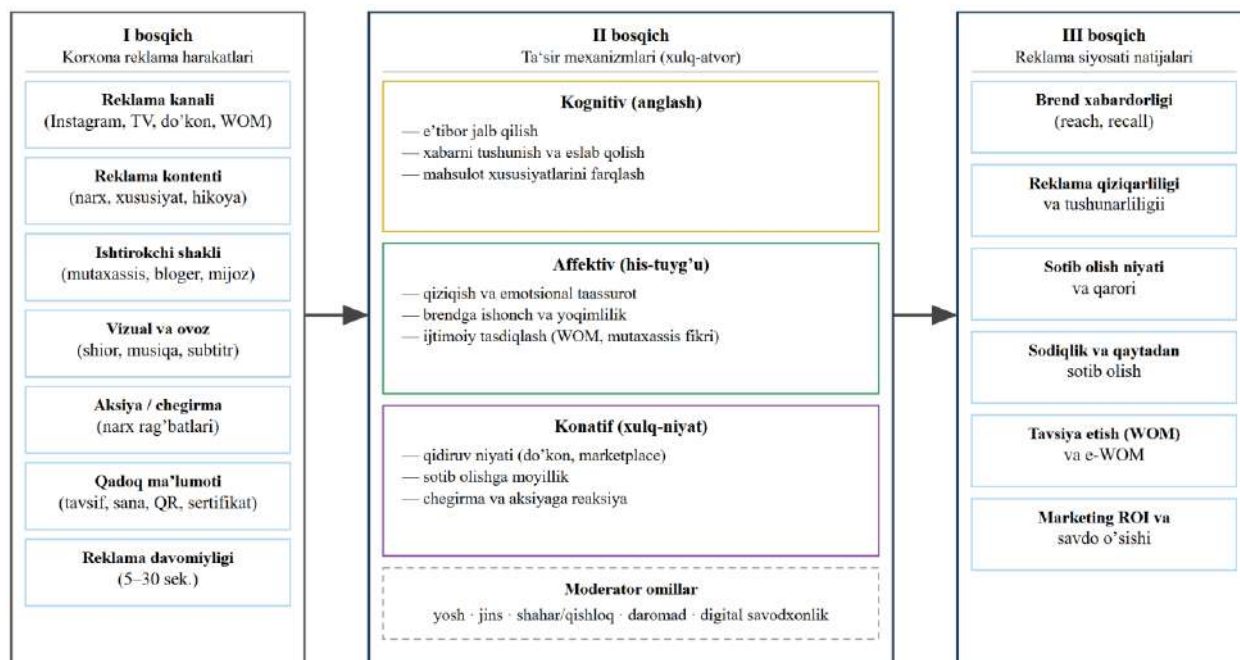 I bosqich
Korxona reklama harakatlari
Reklama kanali
(Instagram, TV, do'kon, WOM)
Reklama kontenti
(narx, xususiyat, hikoya)
Ishtirokchi shakli
(mutaxassis, bloger, mijoz)
Vizual va ovoz
(shior, musiqa, subtitr)
Aksiya / chegirma
(narx rag'batlari)
Qadoq ma'lumoti
(tavsif, sana, QR, sertifikat)
Reklama davomiyligi
(5–30 sek.)
II bosqich
Ta'sir mexanizmlari (xulq-atvor)
Kognitiv (anglash)
— e'tibor jalb qilish
— xabarni tushunish va eslab qolish
— mahsulot xususiyatlarini farqlash
Affektiv (his-tuyg'u)
— qiziqish va emotsional taassurot
— brendga ishonch va yoqimlilik
— ijtimoiy tasdiqlash (WOM, mutaxassis fikri)
Konatif (xulq-niyat)
— qidiruv niyati (do'kon, marketplace)
— sotib olishga moyillik
— chegirma va aksiyaga reaksiya
Moderator omillar
yosh · jins · shahar/qishloq · daromad · digital savodxonlik
III bosqich
Reklama siyosati natijalari
Brend xabardorligi
(reach, recall)
Reklama qiziqarliligi
va tushunarliligii
Sotib olish niyati
va qarori
Sodiqlik va qaytadan
sotib olish
Tavsiya etish (WOM)
va e-WOM
Marketing ROI va
savdo o'sishi